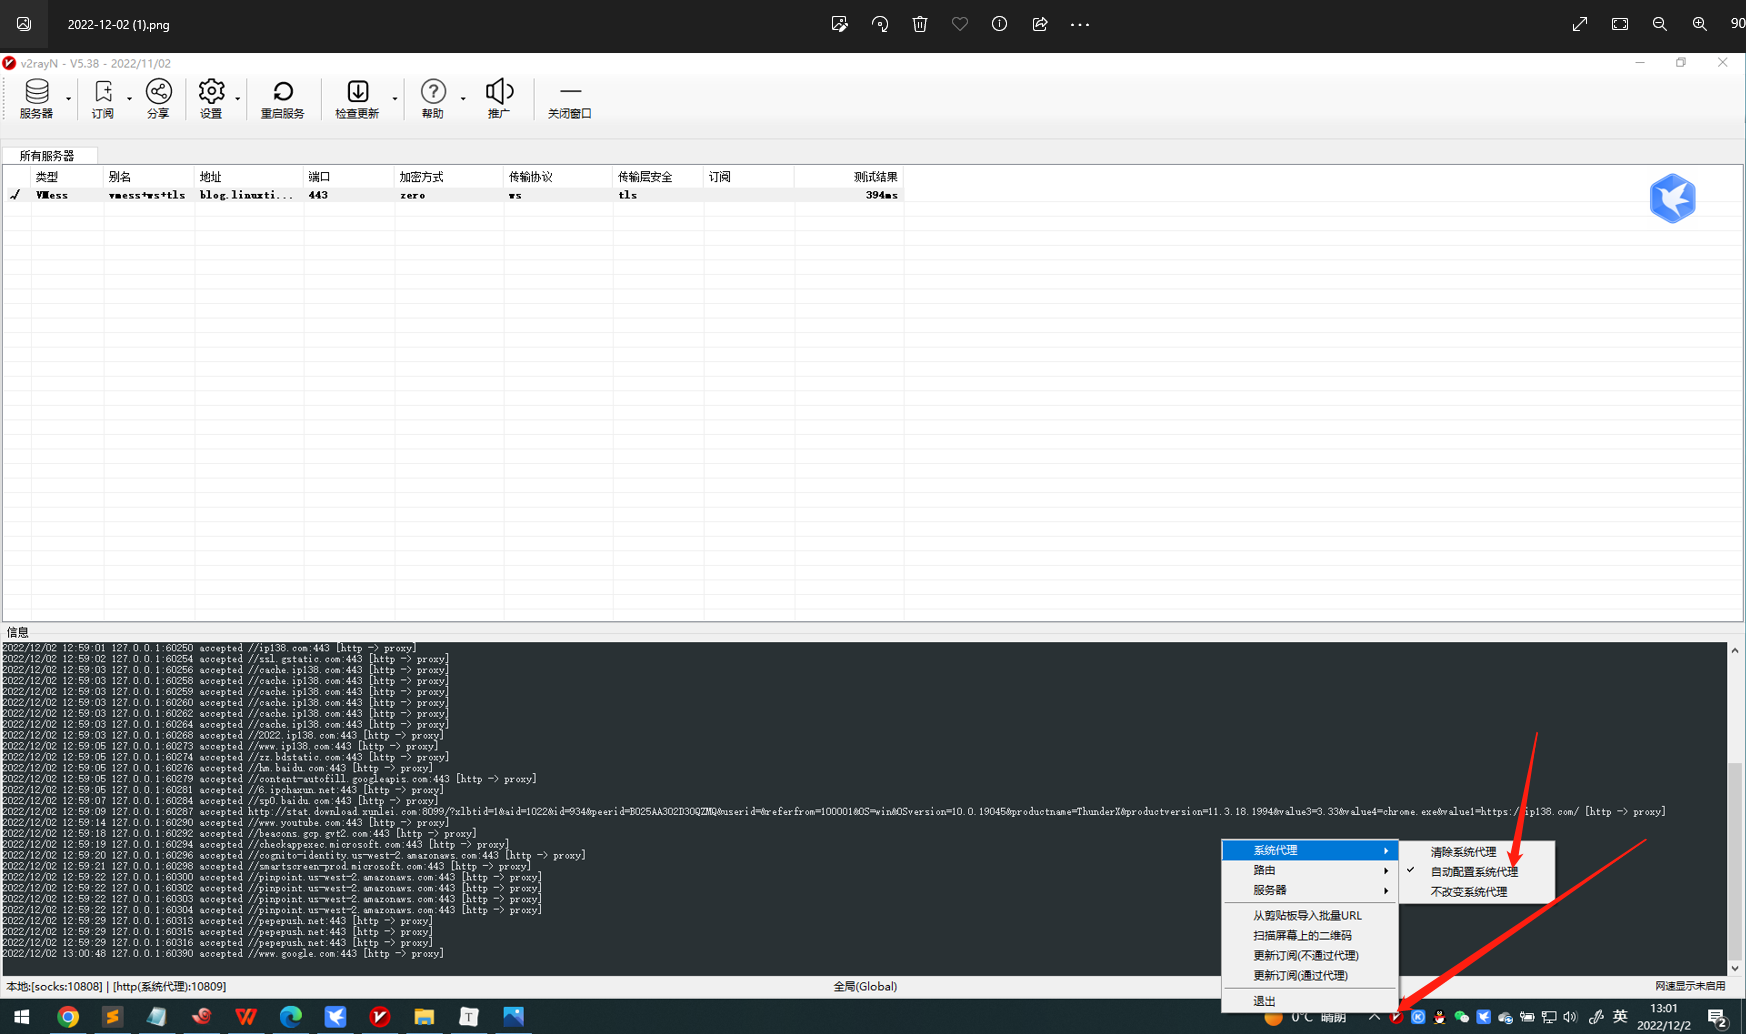 2022-12-02 (1).png
90
v2rayN - V5.38 - 2022/11/02
服务器
订阅
分享
设置
重启服务
检查更新
帮助
推广
关闭窗口
所有服务器
类型 别名 地址 端口 加密方式 传输协议 传输层安全 订阅 测试结果
VMess vmess+ws+tls blog.linuxti... 443 zero ws tls 394ms
信息
2022/12/02 12:59:01 127.0.0.1:60250 accepted //ip138.com:443 [http -> proxy]
2022/12/02 12:59:02 127.0.0.1:60254 accepted //ssl.gstatic.com:443 [http -> proxy]
2022/12/02 12:59:03 127.0.0.1:60256 accepted //cache.ip138.com:443 [http -> proxy]
2022/12/02 12:59:03 127.0.0.1:60258 accepted //cache.ip138.com:443 [http -> proxy]
2022/12/02 12:59:03 127.0.0.1:60259 accepted //cache.ip138.com:443 [http -> proxy]
2022/12/02 12:59:03 127.0.0.1:60260 accepted //cache.ip138.com:443 [http -> proxy]
2022/12/02 12:59:03 127.0.0.1:60262 accepted //cache.ip138.com:443 [http -> proxy]
2022/12/02 12:59:03 127.0.0.1:60264 accepted //cache.ip138.com:443 [http -> proxy]
2022/12/02 12:59:03 127.0.0.1:60268 accepted //2022.ip138.com:443 [http -> proxy]
2022/12/02 12:59:05 127.0.0.1:60273 accepted //www.ip138.com:443 [http -> proxy]
2022/12/02 12:59:05 127.0.0.1:60274 accepted //zz.bdstatic.com:443 [http -> proxy]
2022/12/02 12:59:05 127.0.0.1:60276 accepted //hm.baidu.com:443 [http -> proxy]
2022/12/02 12:59:05 127.0.0.1:60279 accepted //content-autofill.googleapis.com:443 [http -> proxy]
2022/12/02 12:59:05 127.0.0.1:60281 accepted //6.ipchaxun.net:443 [http -> proxy]
2022/12/02 12:59:07 127.0.0.1:60284 accepted //sp0.baidu.com:443 [http -> proxy]
2022/12/02 12:59:09 127.0.0.1:60287 accepted http://stat.download.xunlei.com:8099/?xlbtid=1&aid=1022&id=934&peerid=B025AA302D30QZMQ&userid=&referfrom=100001&OS=win&OSversion=10.0.19045&productname=ThunderX&productversion=11.3.18.1994&value3=3.33&value4=chrome.exe&value1=https://ip138.com/ [http -> proxy]
2022/12/02 12:59:14 127.0.0.1:60290 accepted //www.youtube.com:443 [http -> proxy]
2022/12/02 12:59:18 127.0.0.1:60292 accepted //beacons.gcp.gvt2.com:443 [http -> proxy]
2022/12/02 12:59:19 127.0.0.1:60294 accepted //checkappexec.microsoft.com:443 [http -> proxy]
2022/12/02 12:59:20 127.0.0.1:60296 accepted //cognito-identity.us-west-2.amazonaws.com:443 [http -> proxy]
2022/12/02 12:59:21 127.0.0.1:60298 accepted //smartscreen-prod.microsoft.com:443 [http -> proxy]
2022/12/02 12:59:22 127.0.0.1:60300 accepted //pinpoint.us-west-2.amazonaws.com:443 [http -> proxy]
2022/12/02 12:59:22 127.0.0.1:60302 accepted //pinpoint.us-west-2.amazonaws.com:443 [http -> proxy]
2022/12/02 12:59:22 127.0.0.1:60303 accepted //pinpoint.us-west-2.amazonaws.com:443 [http -> proxy]
2022/12/02 12:59:22 127.0.0.1:60304 accepted //pinpoint.us-west-2.amazonaws.com:443 [http -> proxy]
2022/12/02 12:59:29 127.0.0.1:60313 accepted //pepepush.net:443 [http -> proxy]
2022/12/02 12:59:29 127.0.0.1:60315 accepted //pepepush.net:443 [http -> proxy]
2022/12/02 12:59:29 127.0.0.1:60316 accepted //pepepush.net:443 [http -> proxy]
2022/12/02 13:00:48 127.0.0.1:60390 accepted //www.google.com:443 [http -> proxy]
系统代理
路由
服务器
从剪贴板导入批量URL
扫描屏幕上的二维码
更新订阅(不通过代理)
更新订阅(通过代理)
退出
清除系统代理
自动配置系统代理
不改变系统代理
本地:[socks:10808] | [http(系统代理):10809]
全局(Global)
网速显示未启用
0°C 晴朗
英
13:01
2022/12/2
2